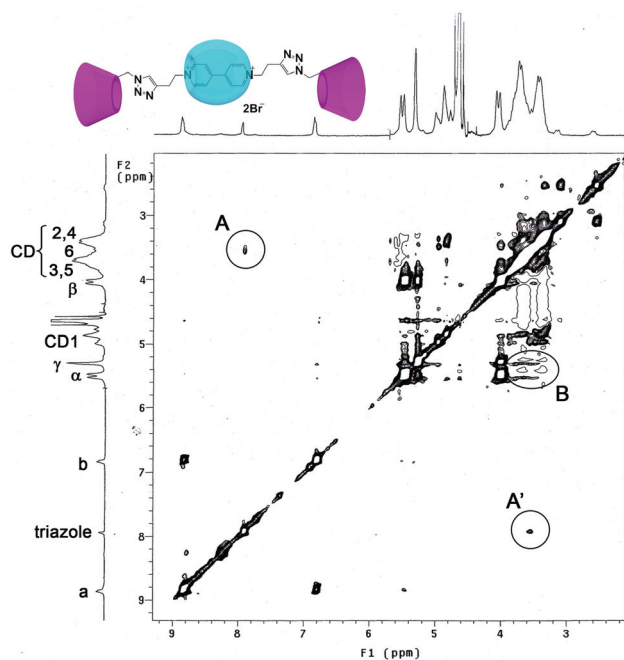 N
N
N
N⁺
N⁺
N
N
N
2Br⁻
F2
(ppm)
A
CD
2,4
6
3,5
β
CD1
γ
α
b
triazole
a
3
4
5
6
7
8
9
B
A'
9 8 7 6 5 4 3
F1 (ppm)